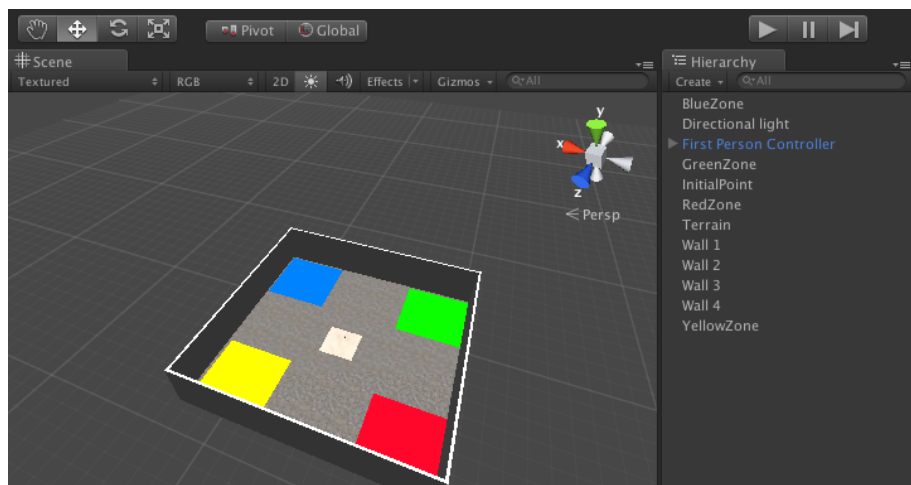 Pivot Global
Scene
Textured RGB 2D Effects Gizmos All
y
x
z
Persp
Hierarchy
Create All
BlueZone
Directional light
First Person Controller
GreenZone
InitialPoint
RedZone
Terrain
Wall 1
Wall 2
Wall 3
Wall 4
YellowZone